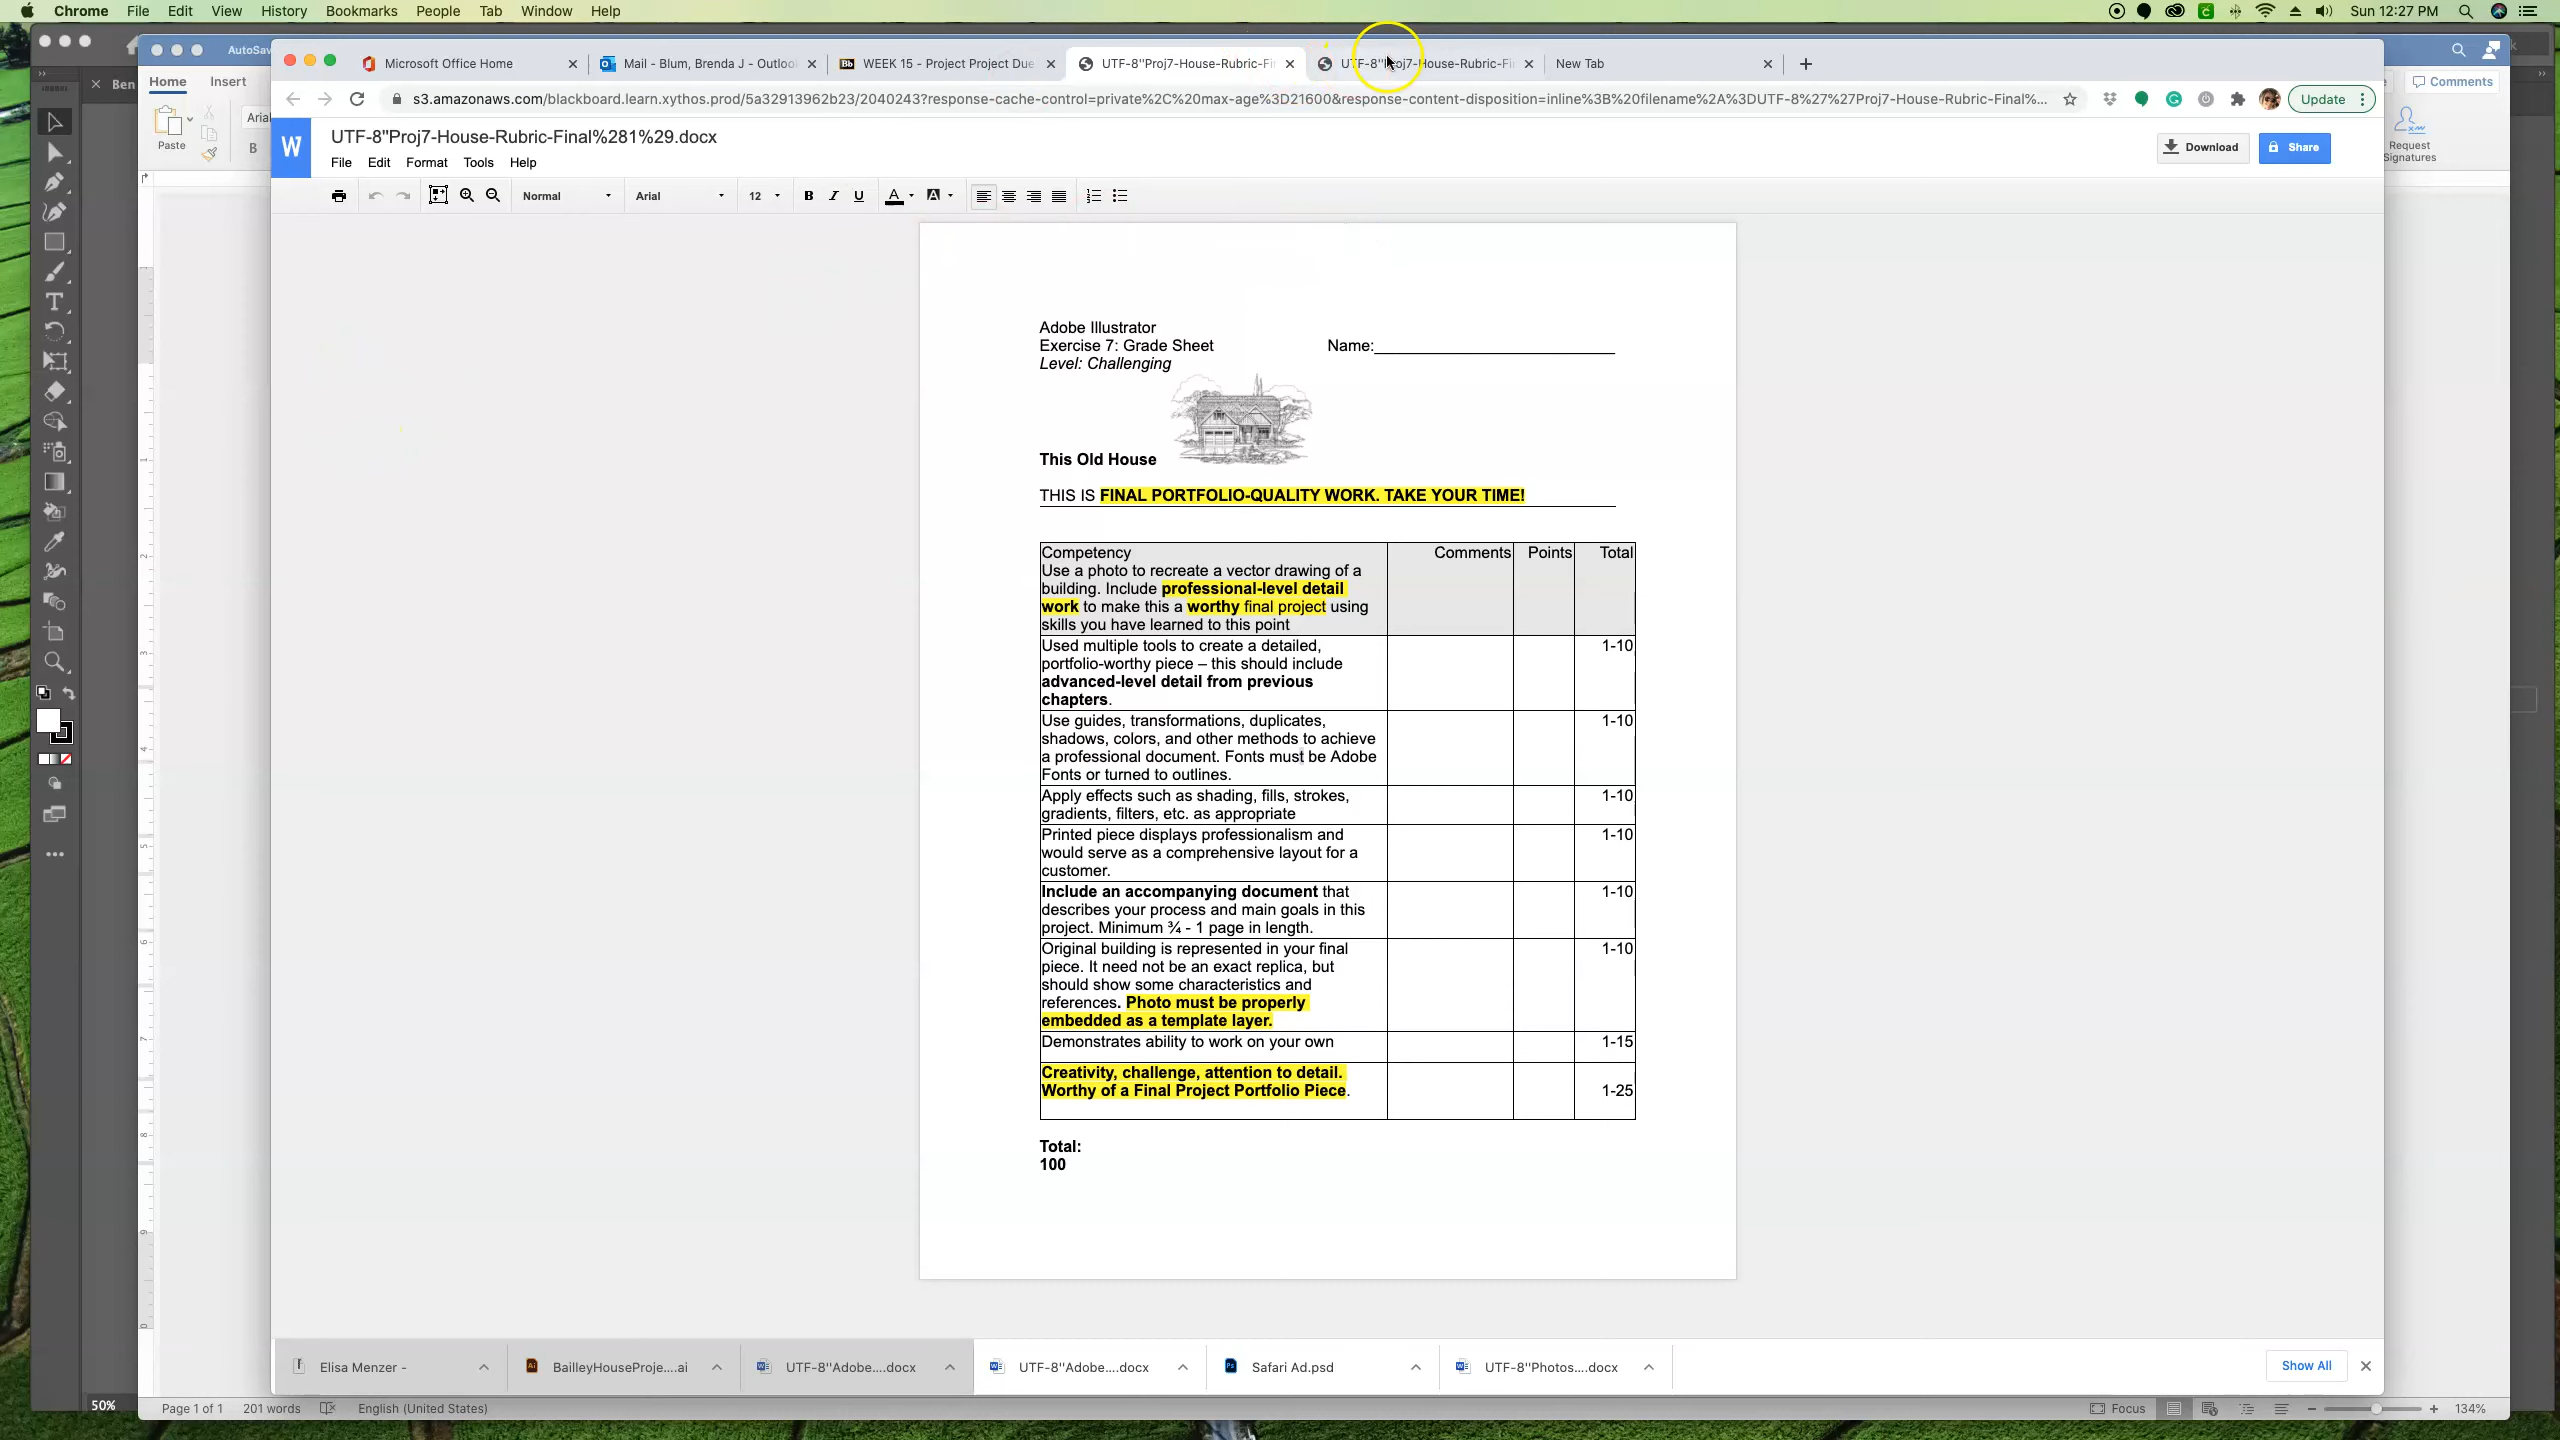 Chrome File Edit View History Bookmarks People Tab Window Help Sun 12:27 PM
AutoSav
Microsoft Office Home Mail - Blum, Brenda J - Outloo WEEK 15 - Project Project Due UTF-8''Proj7-House-Rubric-Fi UTF-8''Proj7-House-Rubric-Fi New Tab
Ben Home Insert Comments
s3.amazonaws.com/blackboard.learn.xythos.prod/5a32913962b23/2040243?response-cache-control=private%2C%20max-age%3D21600&response-content-disposition=inline%3B%20filename%2A%3DUTF-8%27%27Proj7-House-Rubric-Final%... Update
Arial
UTF-8"Proj7-House-Rubric-Final%281%29.docx
Paste B Download Share Request Signatures
File Edit Format Tools Help
Normal Arial 12 B I U A A
Adobe Illustrator
Exercise 7: Grade Sheet Name:
Level: Challenging
This Old House
THIS IS FINAL PORTFOLIO-QUALITY WORK. TAKE YOUR TIME!
Competency Comments Points Total
Use a photo to recreate a vector drawing of a
building. Include professional-level detail
work to make this a worthy final project using
skills you have learned to this point
Used multiple tools to create a detailed, 1-10
portfolio-worthy piece – this should include
advanced-level detail from previous
chapters.
Use guides, transformations, duplicates, 1-10
shadows, colors, and other methods to achieve
a professional document. Fonts must be Adobe
Fonts or turned to outlines.
Apply effects such as shading, fills, strokes, 1-10
gradients, filters, etc. as appropriate
Printed piece displays professionalism and 1-10
would serve as a comprehensive layout for a
customer.
Include an accompanying document that 1-10
describes your process and main goals in this
project. Minimum ¾ - 1 page in length.
Original building is represented in your final 1-10
piece. It need not be an exact replica, but
should show some characteristics and
references. Photo must be properly
embedded as a template layer.
Demonstrates ability to work on your own 1-15
Creativity, challenge, attention to detail.
Worthy of a Final Project Portfolio Piece. 1-25
Total:
100
Elisa Menzer - BailleyHouseProje....ai UTF-8''Adobe....docx UTF-8''Adobe....docx Safari Ad.psd UTF-8''Photos....docx Show All
50% Page 1 of 1 201 words English (United States) Focus 134%